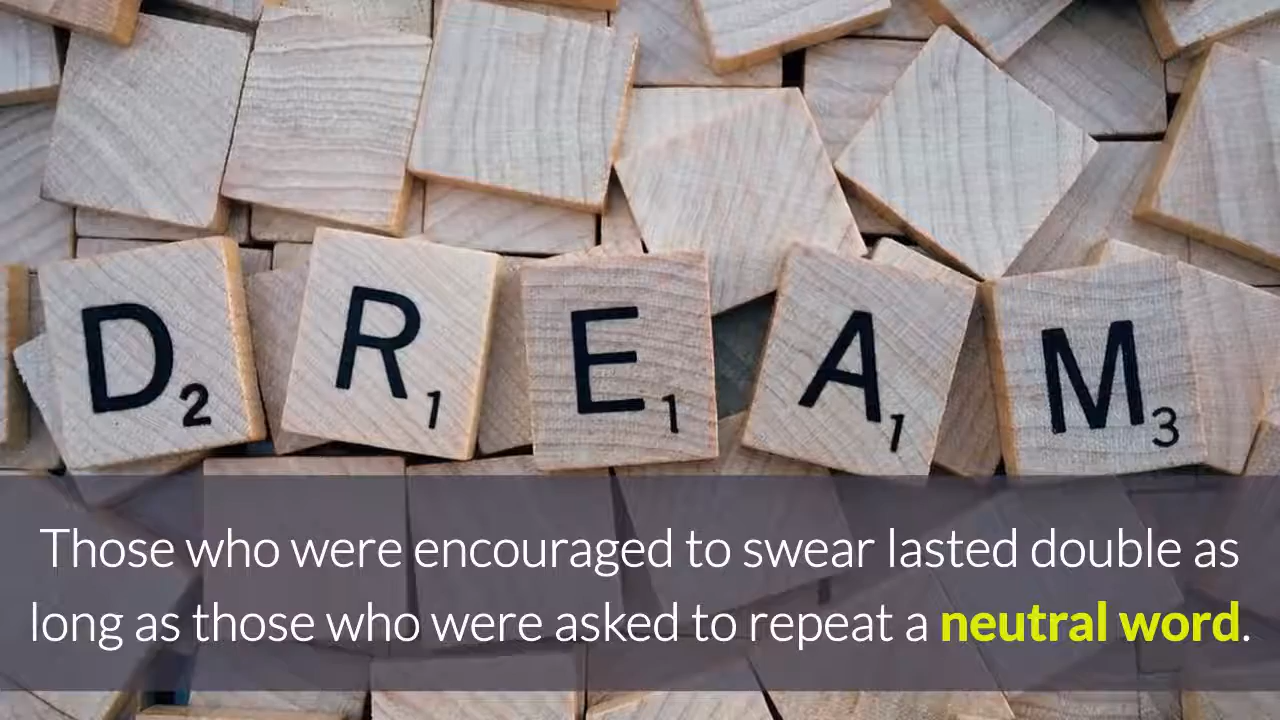 D2 R1 E1 A1 M3
Those who were encouraged to swear lasted double as
long as those who were asked to repeat a neutral word.